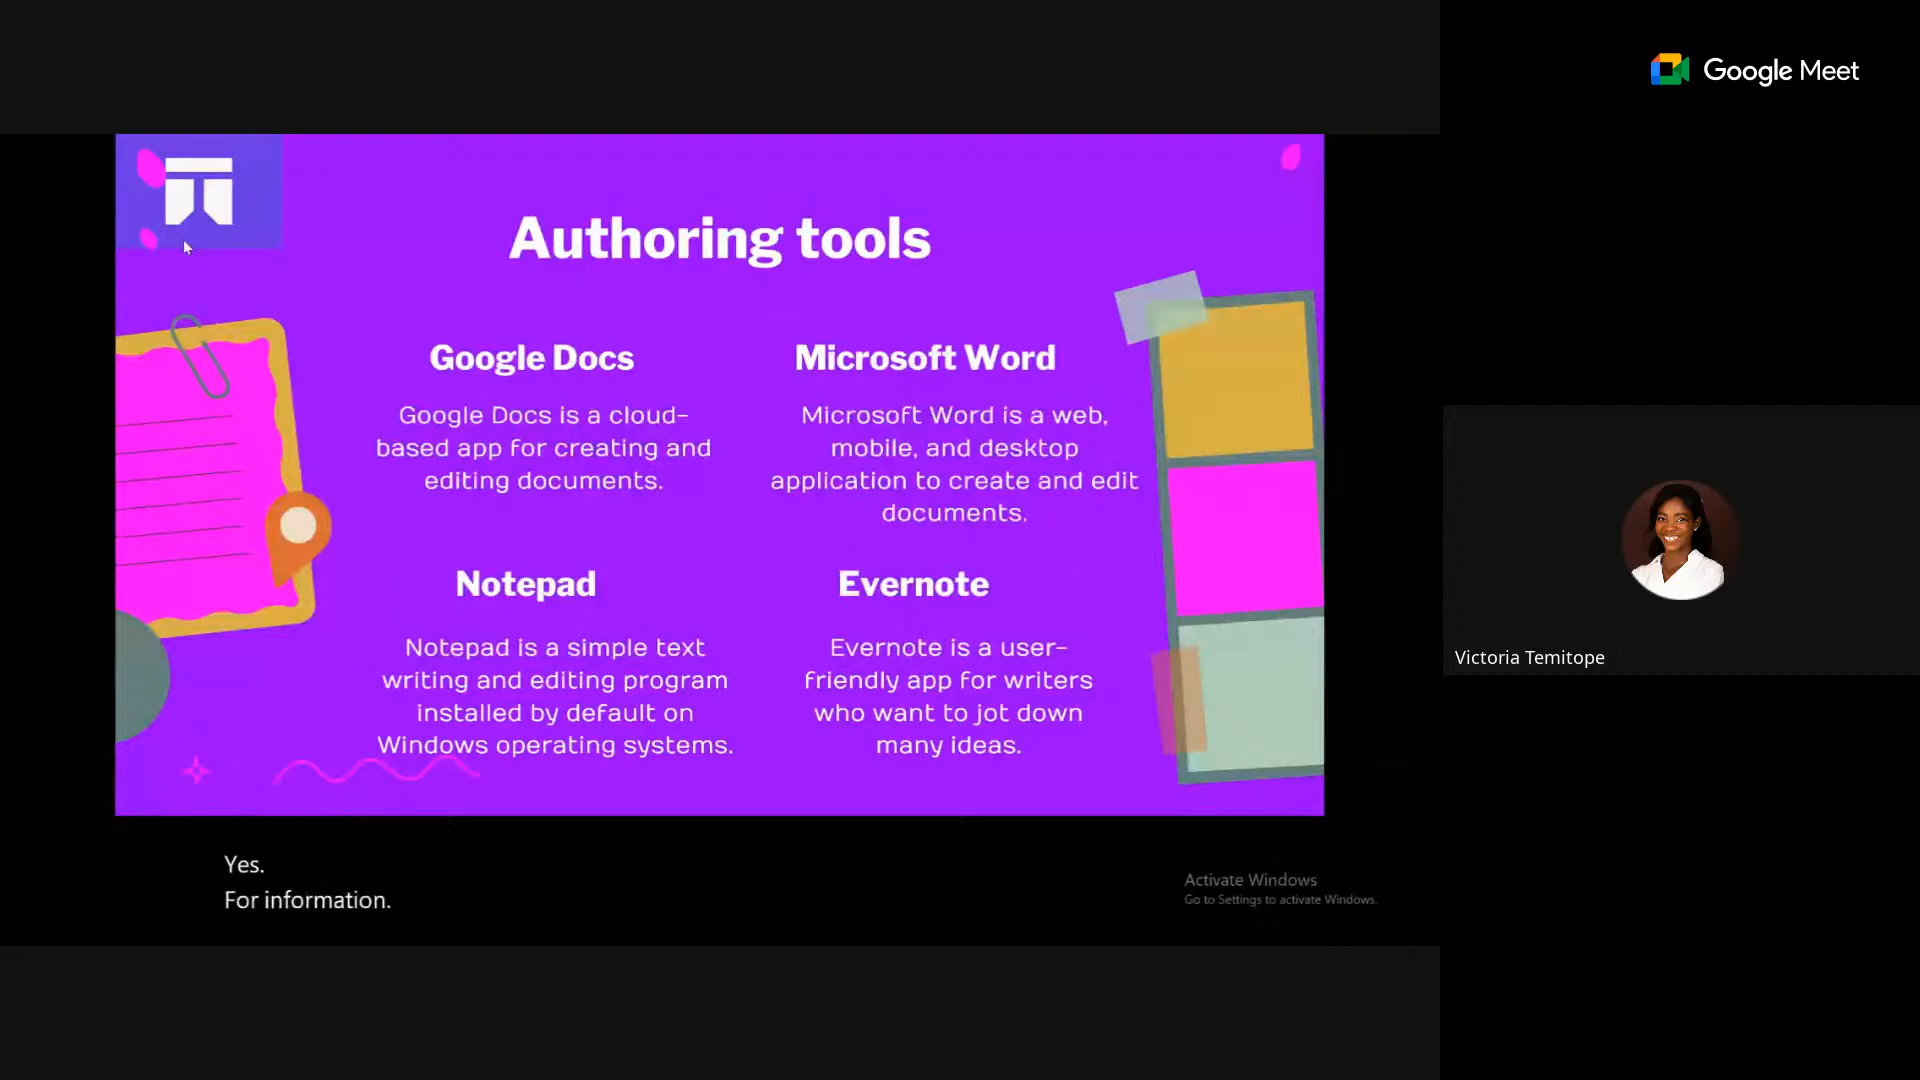 Google Meet
Authoring tools
Google Docs
Google Docs is a cloud-
based app for creating and
editing documents.
Microsoft Word
Microsoft Word is a web,
mobile, and desktop
application to create and edit
documents.
Notepad
Notepad is a simple text
writing and editing program
installed by default on
Windows operating systems.
Evernote
Evernote is a user-
friendly app for writers
who want to jot down
many ideas.
Victoria Temitope
Yes.
For information.
Activate Windows
Go to Settings to activate Windows.